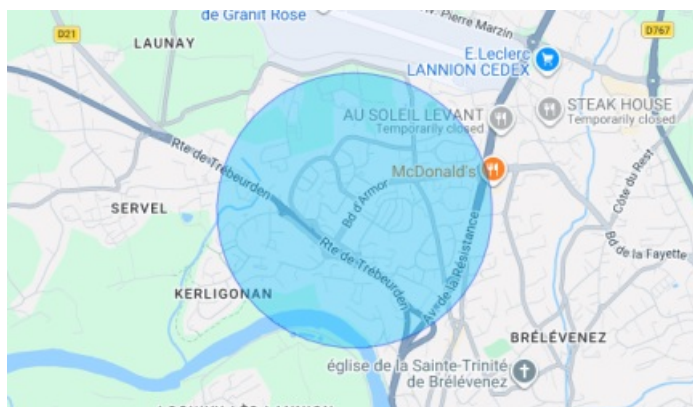 de Granit Rose
Av. Pierre Marzin
D767
D21
LAUNAY
E.Leclerc
LANNION CEDEX
AU SOLEIL LEVANT
Temporarily closed
STEAK HOUSE
Temporarily closed
Rte de Trébeurden
McDonald's
Côte du Rest
SERVEL
Bd d'Armor
Bd de la Fayette
Rte de Trébeurden
Avᵉ de la Résistance
KERLIGONAN
BRÉLÉVENEZ
église de la Sainte-Trinité
de Brélévenez